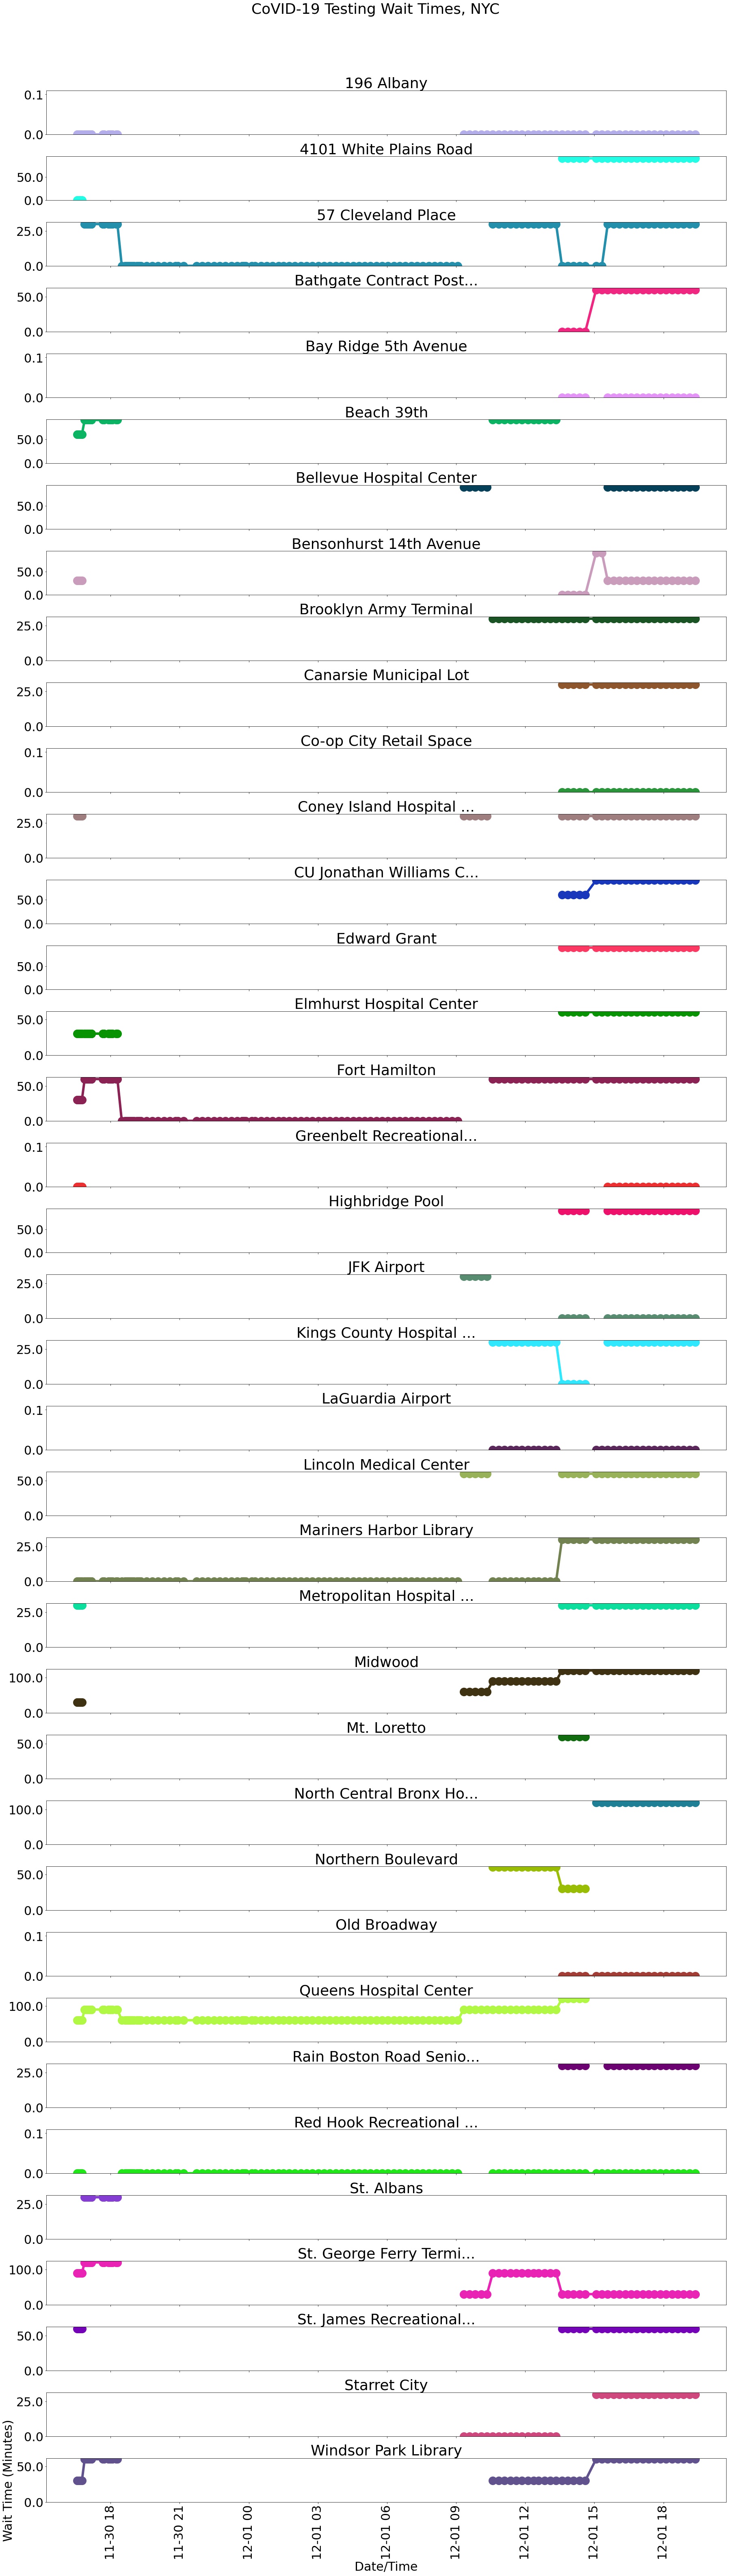 CoVID-19 Testing Wait Times, NYC
196 Albany
0.1
0.0
4101 White Plains Road
50.0
0.0
57 Cleveland Place
25.0
0.0
Bathgate Contract Post...
50.0
0.0
Bay Ridge 5th Avenue
0.1
0.0
Beach 39th
50.0
0.0
Bellevue Hospital Center
50.0
0.0
Bensonhurst 14th Avenue
50.0
0.0
Brooklyn Army Terminal
25.0
0.0
Canarsie Municipal Lot
25.0
0.0
Co-op City Retail Space
0.1
0.0
Coney Island Hospital ...
25.0
0.0
CU Jonathan Williams C...
50.0
0.0
Edward Grant
50.0
0.0
Elmhurst Hospital Center
50.0
0.0
Fort Hamilton
50.0
0.0
Greenbelt Recreational...
0.1
0.0
Highbridge Pool
50.0
0.0
JFK Airport
25.0
0.0
Kings County Hospital ...
25.0
0.0
LaGuardia Airport
0.1
0.0
Lincoln Medical Center
50.0
0.0
Mariners Harbor Library
25.0
0.0
Metropolitan Hospital ...
25.0
0.0
Midwood
100.0
0.0
Mt. Loretto
50.0
0.0
North Central Bronx Ho...
100.0
0.0
Northern Boulevard
50.0
0.0
Old Broadway
0.1
0.0
Queens Hospital Center
100.0
0.0
Rain Boston Road Senio...
25.0
0.0
Red Hook Recreational ...
0.1
0.0
St. Albans
25.0
0.0
St. George Ferry Termi...
100.0
0.0
St. James Recreational...
50.0
0.0
Starret City
25.0
0.0
Windsor Park Library
50.0
0.0
Wait Time (Minutes)
11-30 18
11-30 21
12-01 00
12-01 03
12-01 06
12-01 09
12-01 12
12-01 15
12-01 18
Date/Time